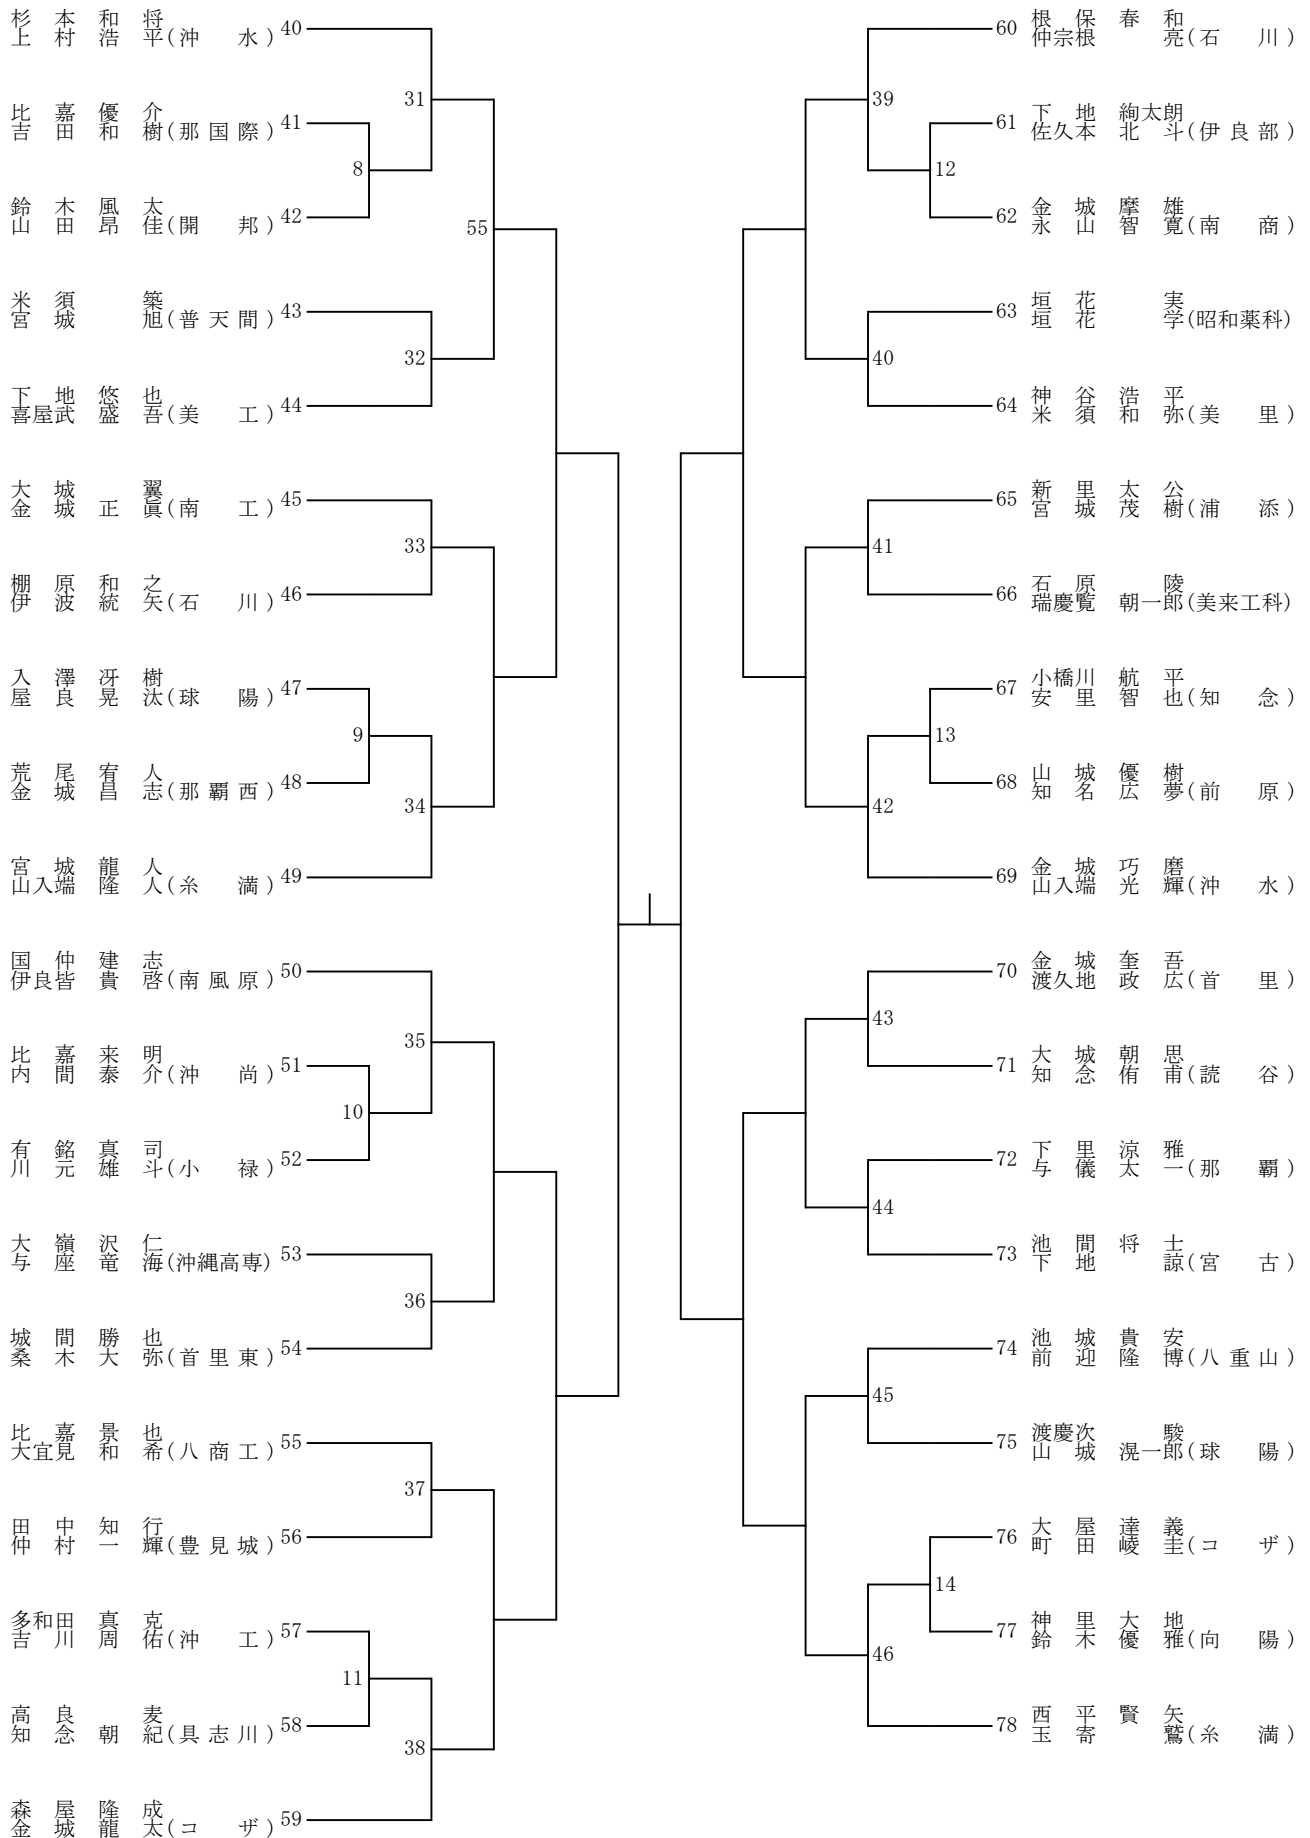 杉本和将
上村浩平(沖水) 40
31
比嘉優介
吉田和樹(那国際) 41
8
鈴木風太
山田昂佳(開邦) 42
55
米須築
宮城旭(普天間) 43
32
下地悠也
喜屋武盛吾(美工) 44
大城翼
金城正眞(南工) 45
33
棚原和之
伊波統矢(石川) 46
入澤冴樹
屋良晃汰(球陽) 47
9
荒尾宥人
金城昌志(那覇西) 48
34
宮城龍人
山入端隆人(糸満) 49
国仲建志
伊良皆貴啓(南風原) 50
35
比嘉来明
内間泰介(沖尚) 51
10
有銘真司
川元雄斗(小禄) 52
大嶺沢仁
与座竜海(沖縄高専) 53
36
城間勝也
桑木大弥(首里東) 54
比嘉景也
大宜見和希(八商工) 55
37
田中知行
仲村一輝(豊見城) 56
多和田真克
吉川周佑(沖工) 57
11
高良麦
知念朝紀(具志川) 58
38
森屋隆成
金城龍太(コザ) 59
60 根保春和
仲宗根亮(石川)
39
61 下地絢太朗
佐久本北斗(伊良部)
12
62 金城摩雄
永山智寛(南商)
63 垣花実
垣花学(昭和薬科)
40
64 神谷浩平
米須和弥(美里)
65 新里太公
宮城茂樹(浦添)
41
66 石原陵
瑞慶覧朝一郎(美来工科)
67 小橋川航平
安里智也(知念)
13
68 山城優樹
知名広夢(前原)
42
69 金城巧磨
山入端光輝(沖水)
70 金城奎吾
渡久地政広(首里)
43
71 大城朝思
知念侑甫(読谷)
72 下里涼雅
与儀太一(那覇)
44
73 池間将士
下地諒(宮古)
74 池城貴安
前迎隆博(八重山)
45
75 渡慶次駿
山城滉一郎(球陽)
76 大屋達義
町田崚圭(コザ)
14
77 神里大地
鈴木優雅(向陽)
46
78 西平賢矢
玉寄鷲(糸満)